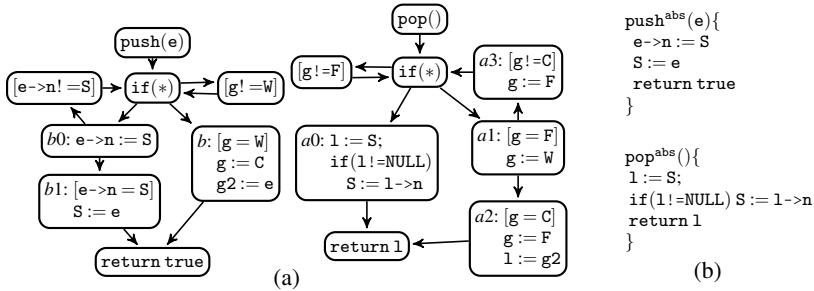 push(e)
[e->n!=S]
if(*)
[g!=W]
b0: e->n := S
b: [g = W]
g := C
g2 := e
b1: [e->n = S]
S := e
return true
pop()
[g!=F]
if(*)
a3: [g!=C]
g := F
a0: l := S;
if(l!=NULL)
S := l->n
a1: [g = F]
g := W
a2: [g = C]
g := F
l := g2
return l
(a)
push^abs(e){
e->n := S
S := e
return true
}
pop^abs(){
l := S;
if(l!=NULL) S := l->n
return l
}
(b)